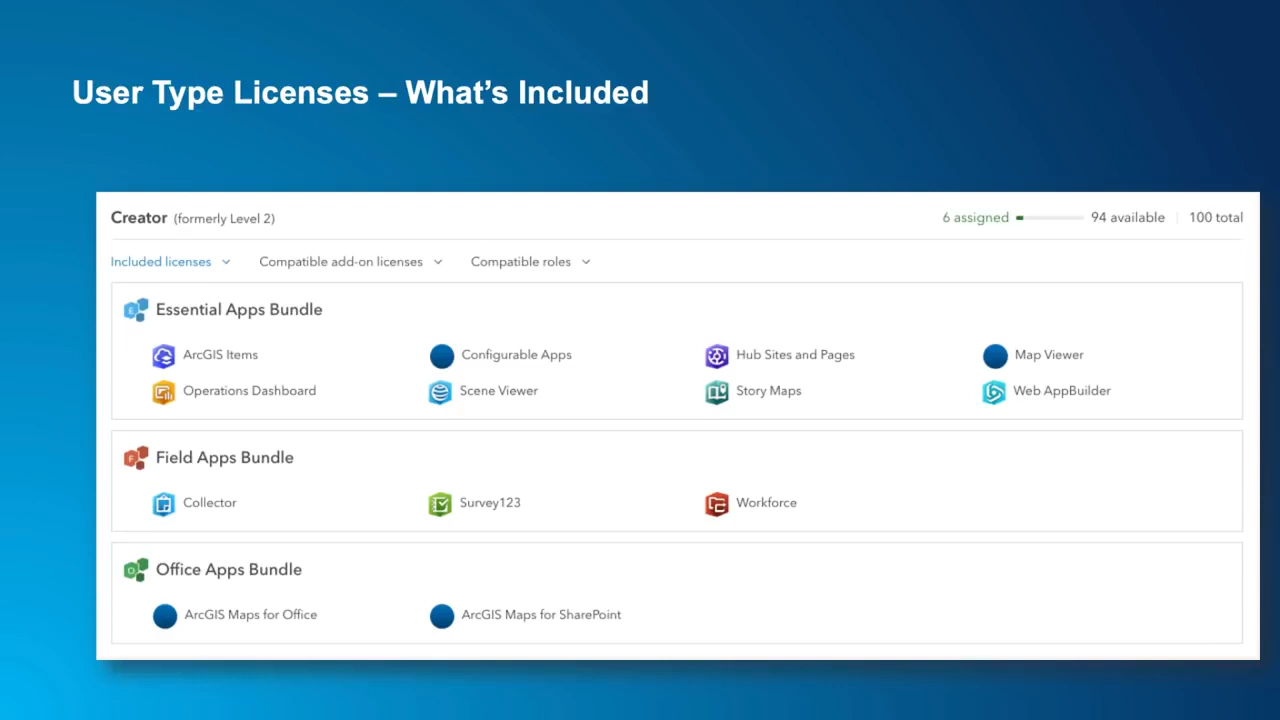 User Type Licenses – What's Included
Creator (formerly Level 2) 6 assigned 94 available 100 total
Included licenses Compatible add-on licenses Compatible roles
E Essential Apps Bundle
ArcGIS Items Configurable Apps Hub Sites and Pages Map Viewer
Operations Dashboard Scene Viewer Story Maps Web AppBuilder
F Field Apps Bundle
Collector Survey123 Workforce
O Office Apps Bundle
ArcGIS Maps for Office ArcGIS Maps for SharePoint